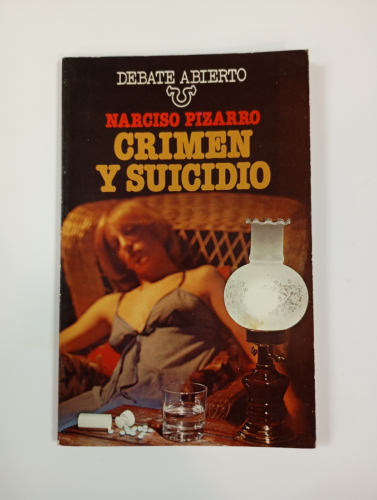 DEBATE ABIERTO
NARCISO PIZARRO
CRIMEN
Y SUICIDIO